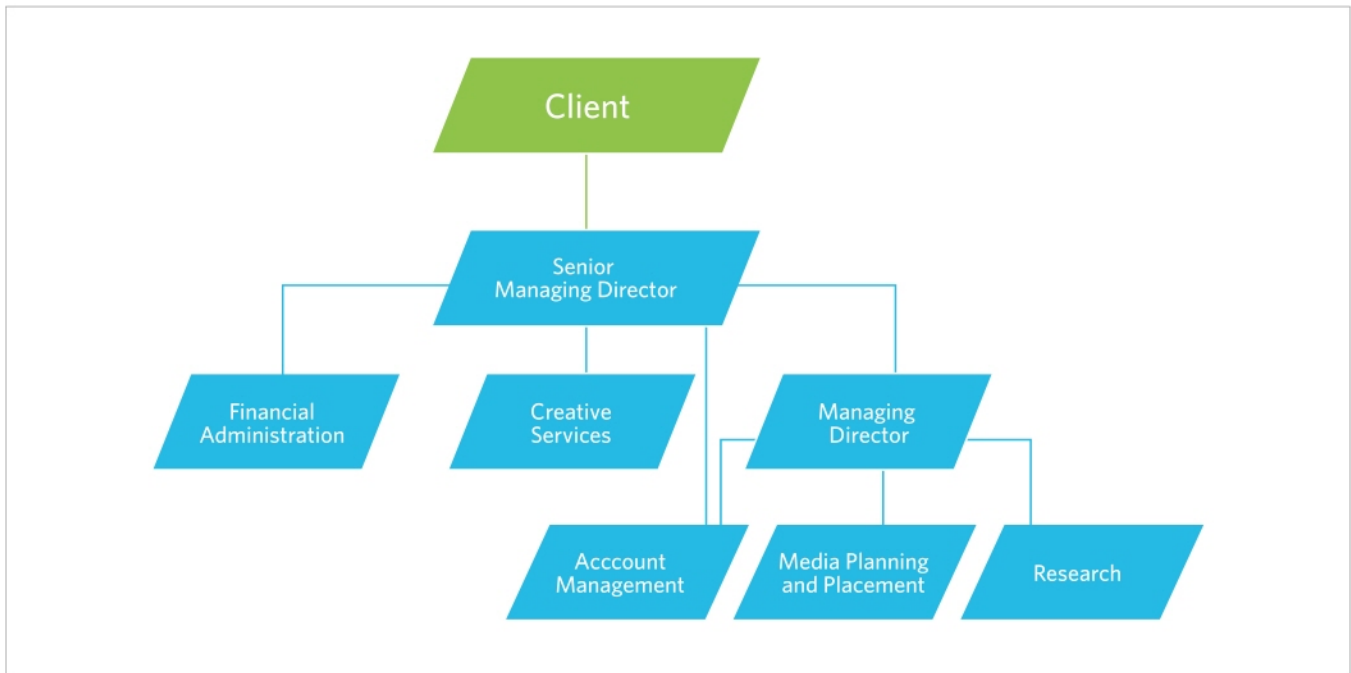 Client
Senior
Managing Director
Financial
Administration
Creative
Services
Managing
Director
Acccount
Management
Media Planning
and Placement
Research